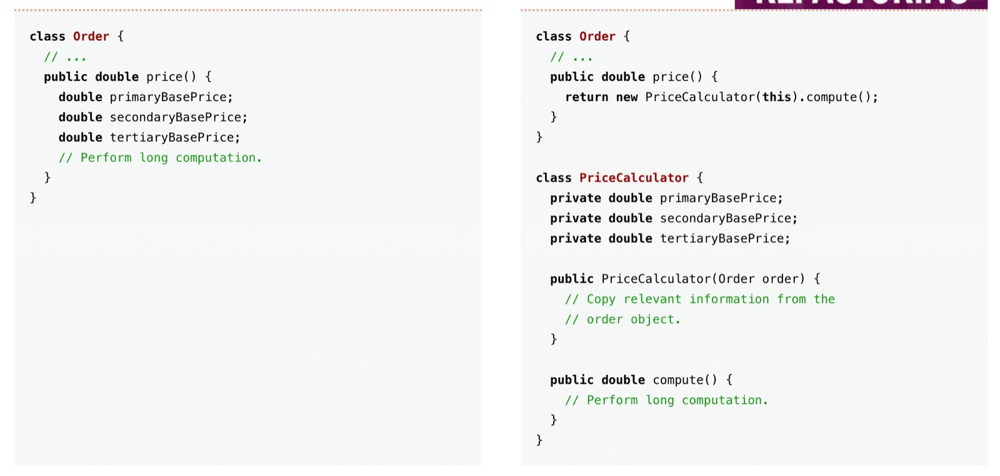 class Order {
  // ...
  public double price() {
    double primaryBasePrice;
    double secondaryBasePrice;
    double tertiaryBasePrice;
    // Perform long computation.
  }
}
REFACTORING
class Order {
  // ...
  public double price() {
    return new PriceCalculator(this).compute();
  }
}

class PriceCalculator {
  private double primaryBasePrice;
  private double secondaryBasePrice;
  private double tertiaryBasePrice;

  public PriceCalculator(Order order) {
    // Copy relevant information from the
    // order object.
  }

  public double compute() {
    // Perform long computation.
  }
}